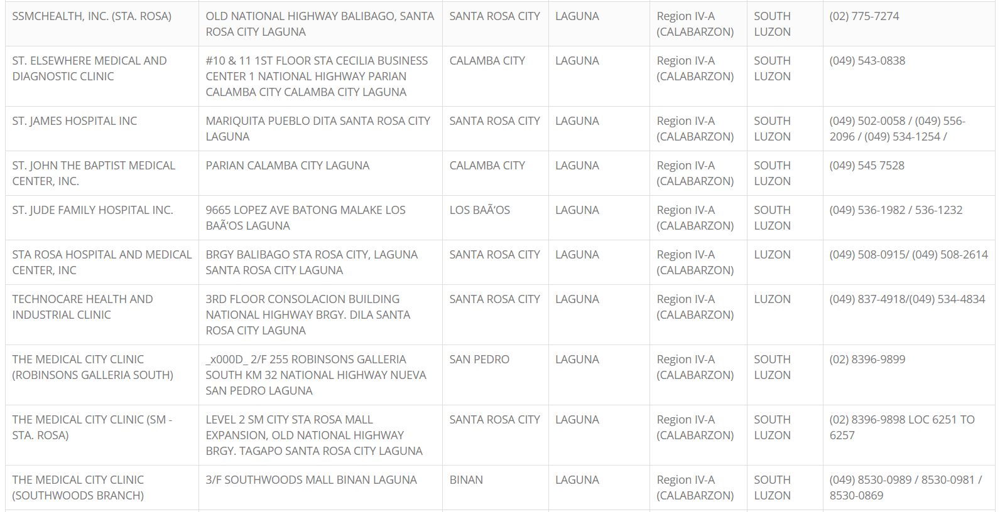 SSMCHEALTH, INC. (STA. ROSA)
OLD NATIONAL HIGHWAY BALIBAGO, SANTA
ROSA CITY LAGUNA
SANTA ROSA CITY
LAGUNA
Region IV-A
(CALABARZON)
SOUTH
LUZON
(02) 775-7274
ST. ELSEWHERE MEDICAL AND
DIAGNOSTIC CLINIC
#10 & 11 1ST FLOOR STA CECILIA BUSINESS
CENTER 1 NATIONAL HIGHWAY PARIAN
CALAMBA CITY CALAMBA CITY LAGUNA
CALAMBA CITY
LAGUNA
Region IV-A
(CALABARZON)
SOUTH
LUZON
(049) 543-0838
ST. JAMES HOSPITAL INC
MARIQUITA PUEBLO DITA SANTA ROSA CITY
LAGUNA
SANTA ROSA CITY
LAGUNA
Region IV-A
(CALABARZON)
SOUTH
LUZON
(049) 502-0058 / (049) 556-
2096 / (049) 534-1254 /
ST. JOHN THE BAPTIST MEDICAL
CENTER, INC.
PARIAN CALAMBA CITY LAGUNA
CALAMBA CITY
LAGUNA
Region IV-A
(CALABARZON)
SOUTH
LUZON
(049) 545 7528
ST. JUDE FAMILY HOSPITAL INC.
9665 LOPEZ AVE BATONG MALAKE LOS
BAÃ‘OS LAGUNA
LOS BAÃ‘OS
LAGUNA
Region IV-A
(CALABARZON)
SOUTH
LUZON
(049) 536-1982 / 536-1232
STA ROSA HOSPITAL AND MEDICAL
CENTER, INC
BRGY BALIBAGO STA ROSA CITY, LAGUNA
SANTA ROSA CITY LAGUNA
SANTA ROSA CITY
LAGUNA
Region IV-A
(CALABARZON)
LUZON
(049) 508-0915/ (049) 508-2614
TECHNOCARE HEALTH AND
INDUSTRIAL CLINIC
3RD FLOOR CONSOLACION BUILDING
NATIONAL HIGHWAY BRGY. DILA SANTA
ROSA CITY LAGUNA
SANTA ROSA CITY
LAGUNA
Region IV-A
(CALABARZON)
LUZON
(049) 837-4918/(049) 534-4834
THE MEDICAL CITY CLINIC
(ROBINSONS GALLERIA SOUTH)
_x000D_ 2/F 255 ROBINSONS GALLERIA
SOUTH KM 32 NATIONAL HIGHWAY NUEVA
SAN PEDRO LAGUNA
SAN PEDRO
LAGUNA
Region IV-A
(CALABARZON)
SOUTH
LUZON
(02) 8396-9899
THE MEDICAL CITY CLINIC (SM -
STA. ROSA)
LEVEL 2 SM CITY STA ROSA MALL
EXPANSION, OLD NATIONAL HIGHWAY
BRGY. TAGAPO SANTA ROSA CITY LAGUNA
SANTA ROSA CITY
LAGUNA
Region IV-A
(CALABARZON)
SOUTH
LUZON
(02) 8396-9898 LOC 6251 TO
6257
THE MEDICAL CITY CLINIC
(SOUTHWOODS BRANCH)
3/F SOUTHWOODS MALL BINAN LAGUNA
BINAN
LAGUNA
Region IV-A
(CALABARZON)
SOUTH
LUZON
(049) 8530-0989 / 8530-0981 /
8530-0869